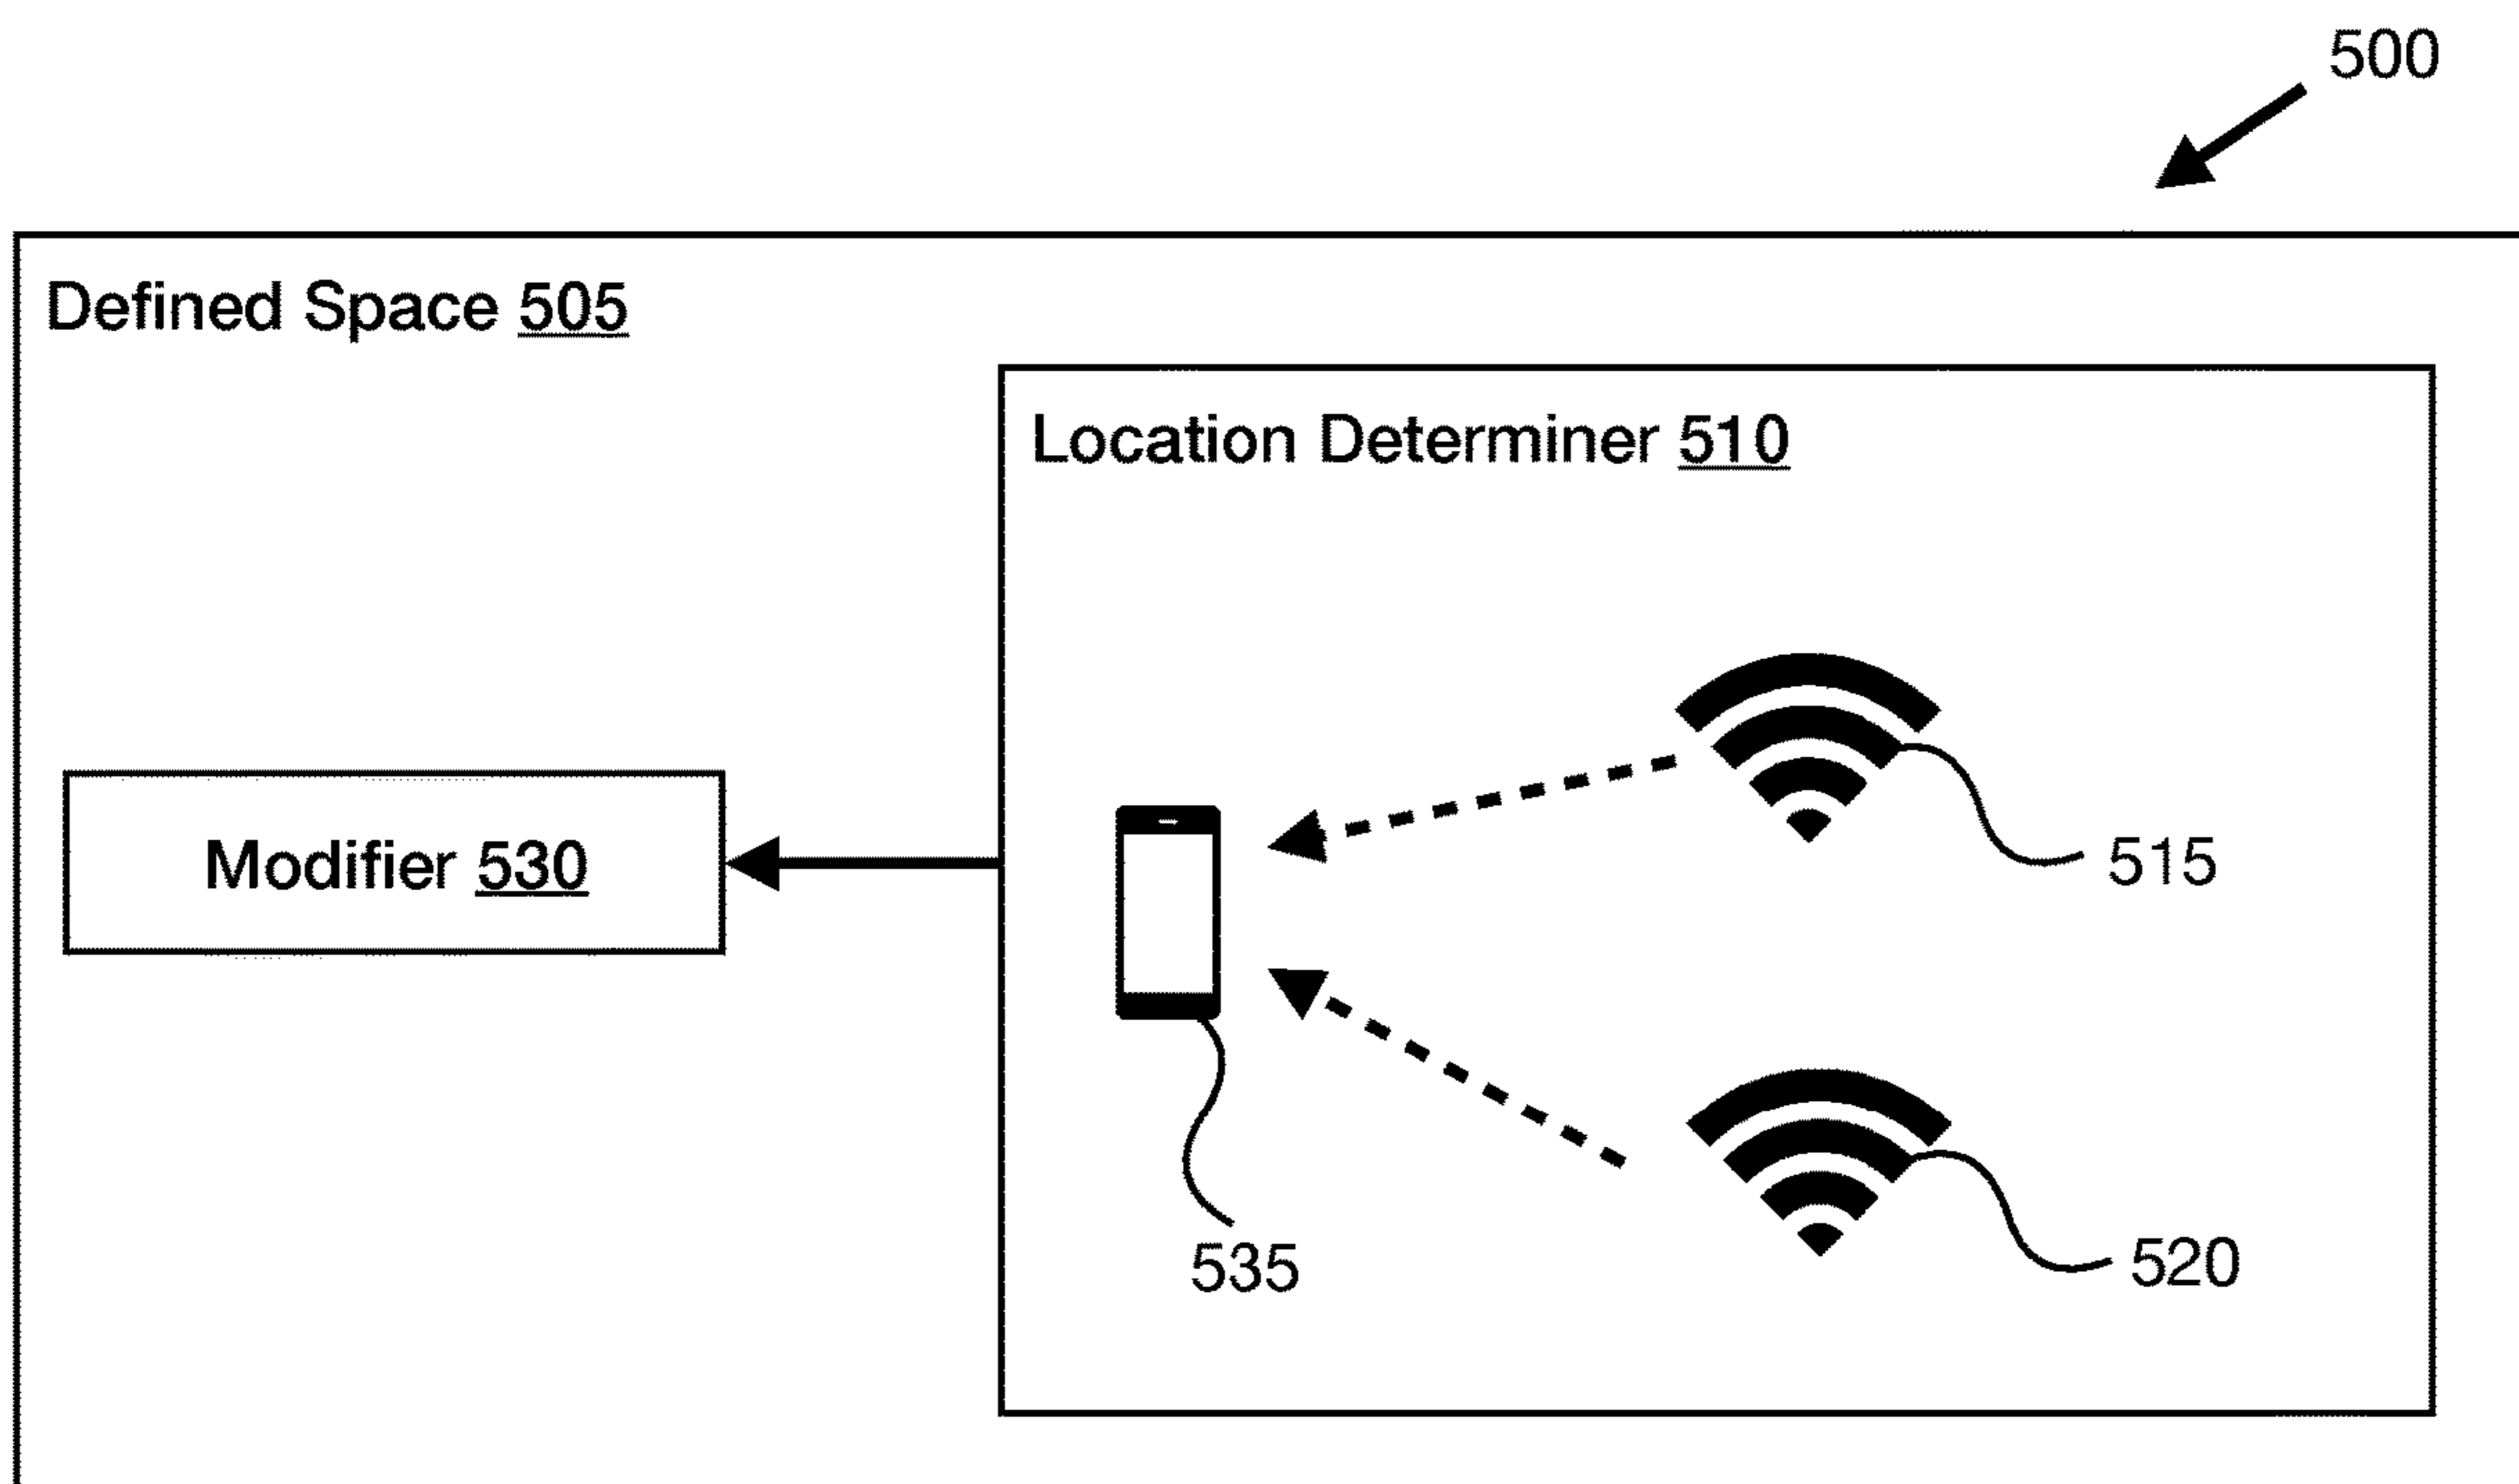 500
Defined Space 505
Location Determiner 510
Modifier 530
515
535
520